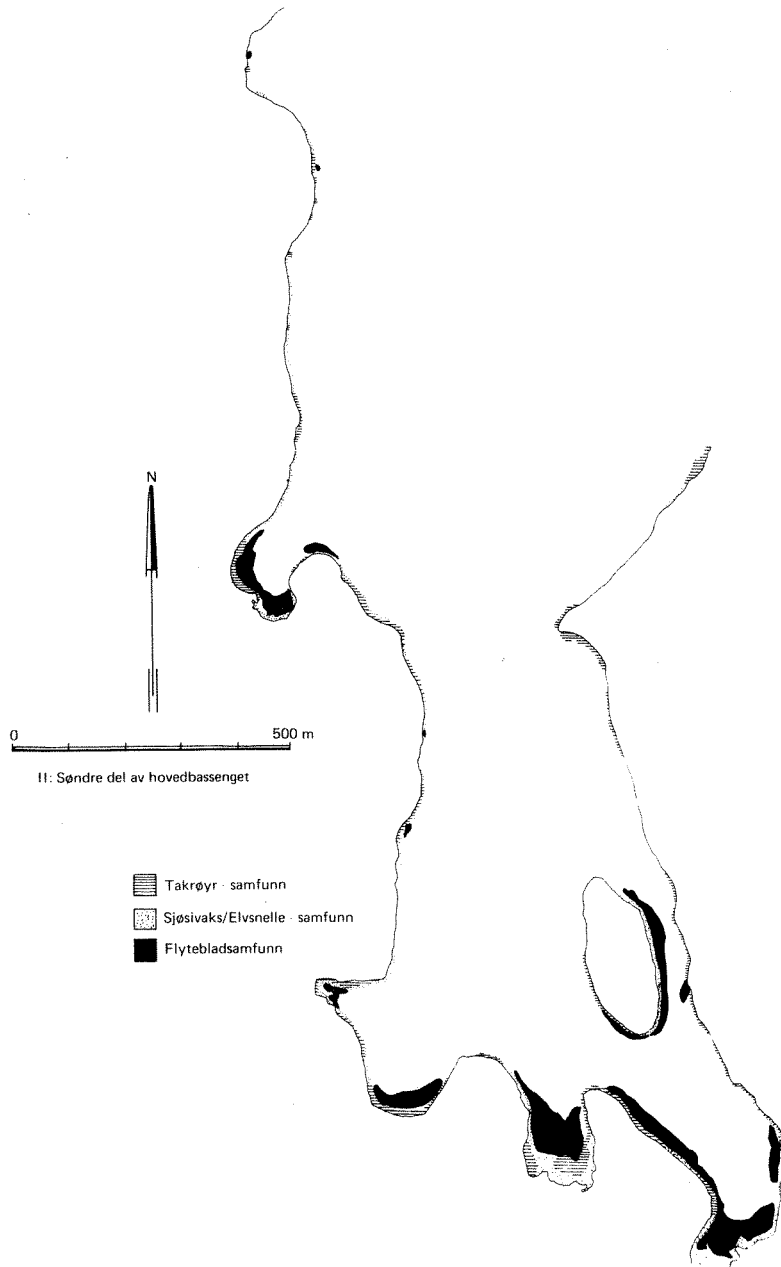 N
0 500 m
II: Søndre del av hovedbassenget
Takrøyr - samfunn
Sjøsivaks/Elvsnelle - samfunn
Flytebladsamfunn